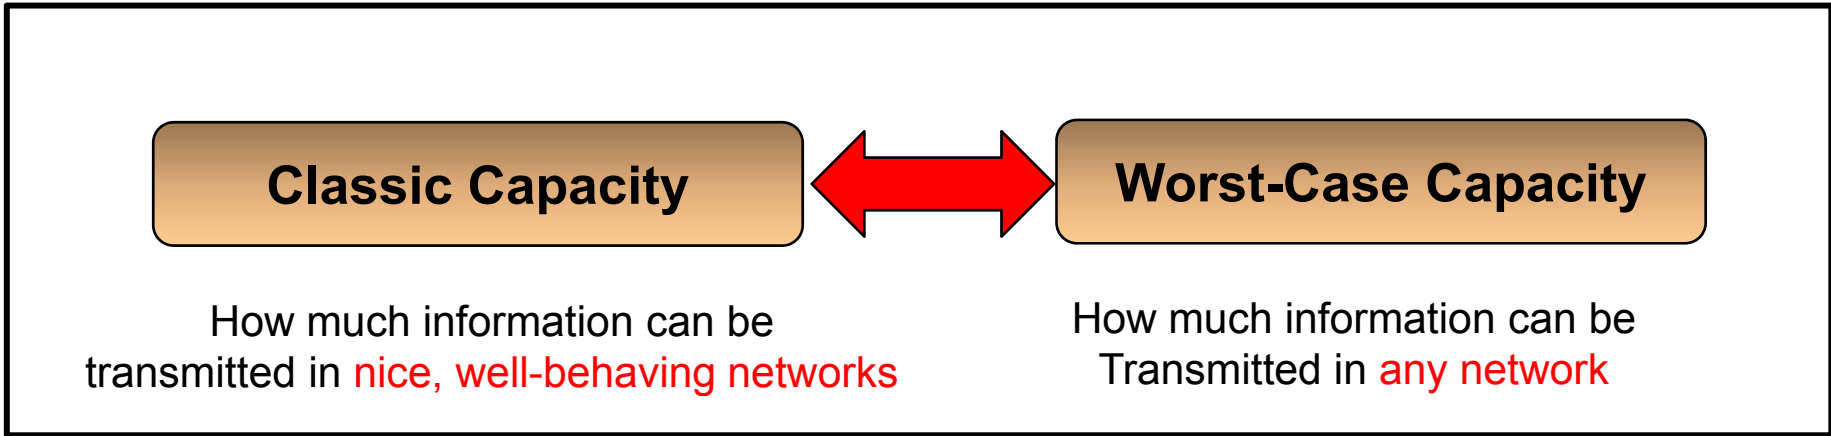 Classic Capacity
Worst-Case Capacity
How much information can be
transmitted in nice, well-behaving networks
How much information can be
Transmitted in any network